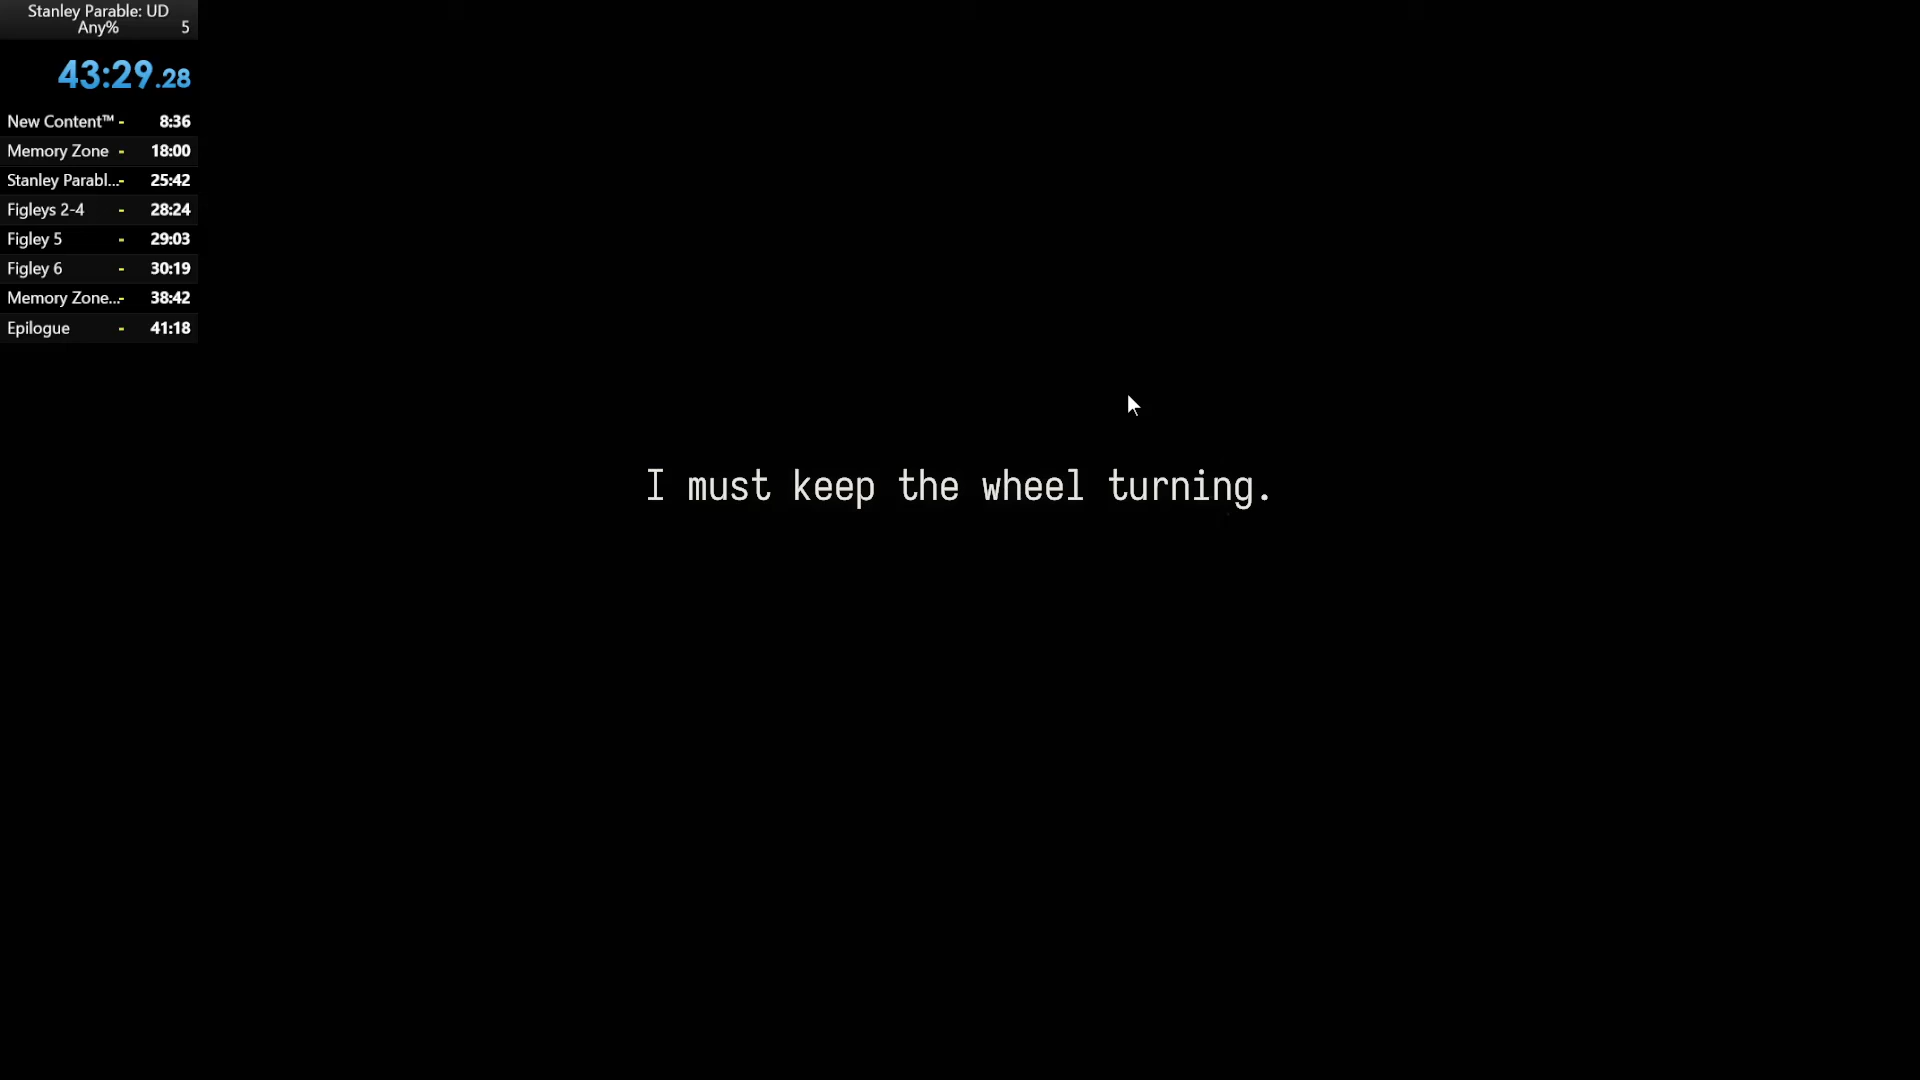 Stanley Parable: UD
Any% 5
43:29.28
New Content™ - 8:36
Memory Zone - 18:00
Stanley Parabl...- 25:42
Figleys 2-4 - 28:24
Figley 5 - 29:03
Figley 6 - 30:19
Memory Zone...- 38:42
Epilogue - 41:18
I must keep the wheel turning.